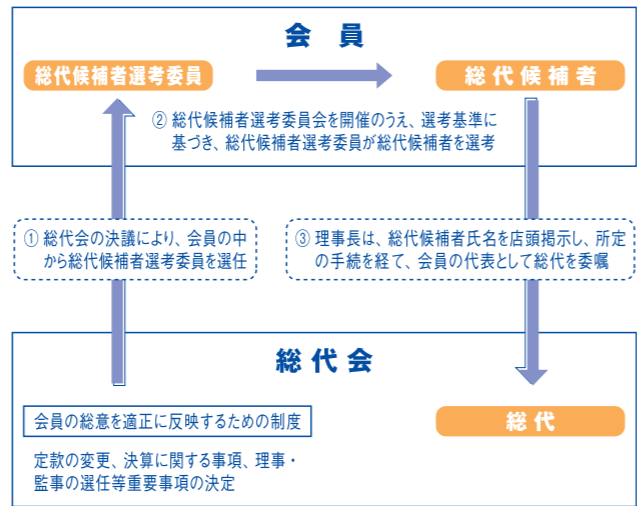 会員
総代候補者選考委員
総代候補者
② 総代候補者選考委員会を開催のうえ、選考基準に
基づき、総代候補者選考委員が総代候補者を選考
① 総代会の決議により、会員の中
から総代候補者選考委員を選任
③ 理事長は、総代候補者氏名を店頭掲示し、所定
の手続を経て、会員の代表として総代を委嘱
総代会
会員の総意を適正に反映するための制度
定款の変更、決算に関する事項、理事・
監事の選任等重要事項の決定
総代